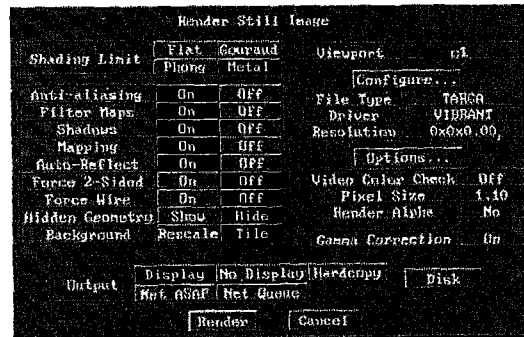 Render Still Image
Shading Limit Flat Gouraud
Phong Metal
Anti-aliasing On Off
Filter Maps On Off
Shadows On Off
Mapping On Off
Auto-Reflect On Off
Force 2-Sided On Off
Force Wire On Off
Hidden Geometry Show Hide
Background Rescale Tile
Viewport
Configure...
File Type TARGA
Driver VIBRANT
Resolution 0x0x0.00,
Options...
Video Color Check Off
Pixel Size 1.10
Render Alpha No
Gamma Correction On
Output Display No Display Hardcopy Disk
Net ASAP Net Queue
Render Cancel